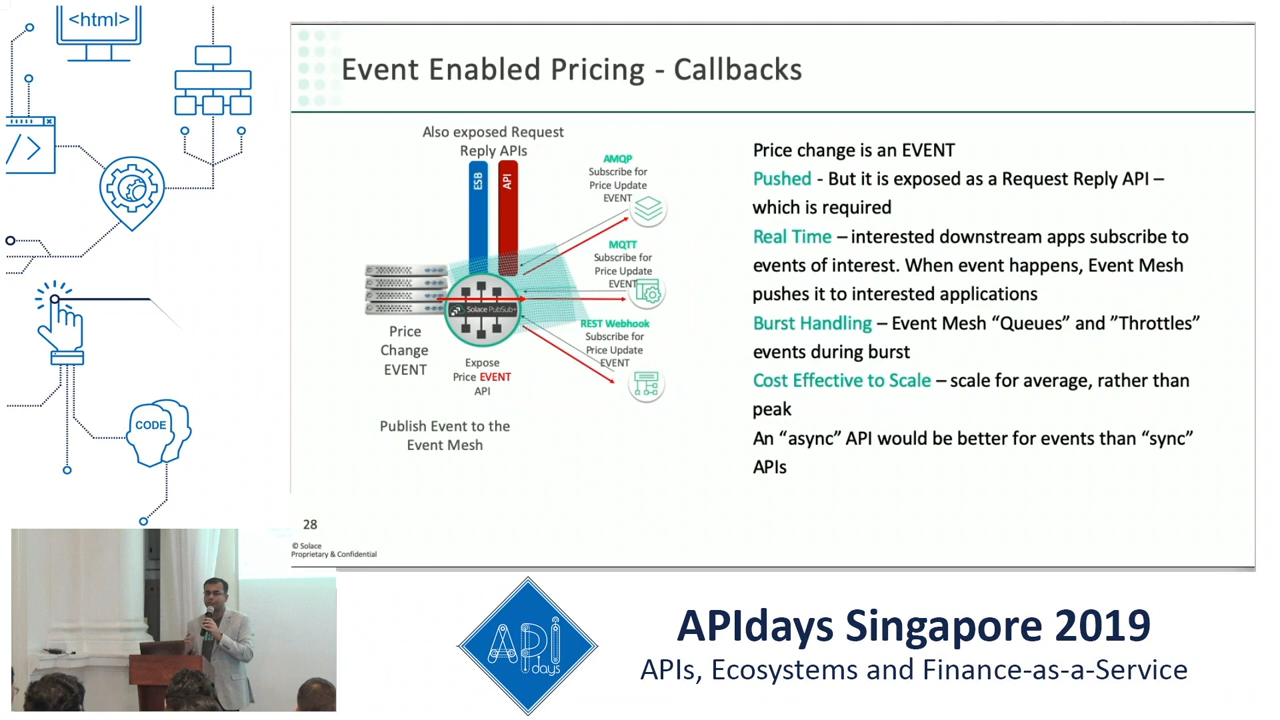 <html>
</>
CODE
Event Enabled Pricing - Callbacks
Also exposed Request
Reply APIs
ESB
API
AMQP
Subscribe for
Price Update
EVENT
MQTT
Subscribe for
Price Update
EVENT
REST Webhook
Subscribe for
Price Update
EVENT
Solace PubSub+
Price
Change
EVENT
Expose
Price EVENT
API
Publish Event to the
Event Mesh
Price change is an EVENT
Pushed - But it is exposed as a Request Reply API –
which is required
Real Time – interested downstream apps subscribe to
events of interest. When event happens, Event Mesh
pushes it to interested applications
Burst Handling – Event Mesh “Queues” and ”Throttles”
events during burst
Cost Effective to Scale – scale for average, rather than
peak
An “async” API would be better for events than “sync”
APIs
28
© Solace
Proprietary & Confidential
API
days
APIdays Singapore 2019
APIs, Ecosystems and Finance-as-a-Service